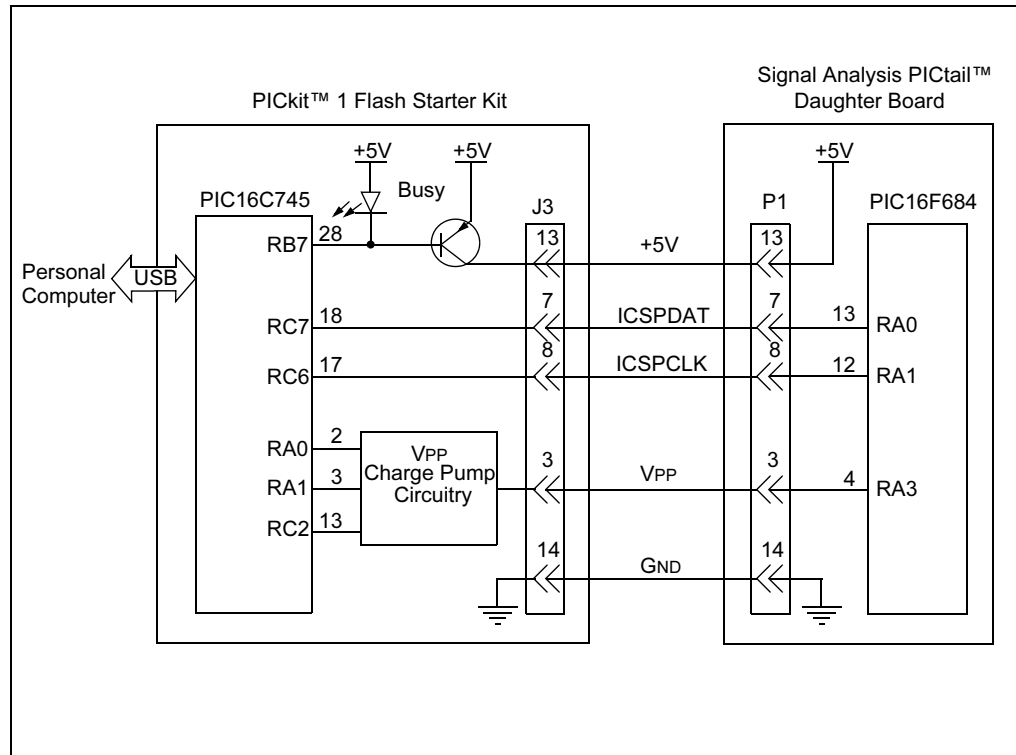 Signal Analysis PICtail™
Daughter Board
PICkit™ 1 Flash Starter Kit
+5V
+5V
+5V
Busy
PIC16C745
J3
P1
PIC16F684
RB7
28
13
+5V
13
Personal
Computer
USB
RC7
18
7
ICSPDAT
7
13
RA0
RC6
17
8
ICSPCLK
8
12
RA1
RA0
2
VPP
Charge Pump
Circuitry
RA1
3
3
VPP
3
4
RA3
RC2
13
14
GND
14